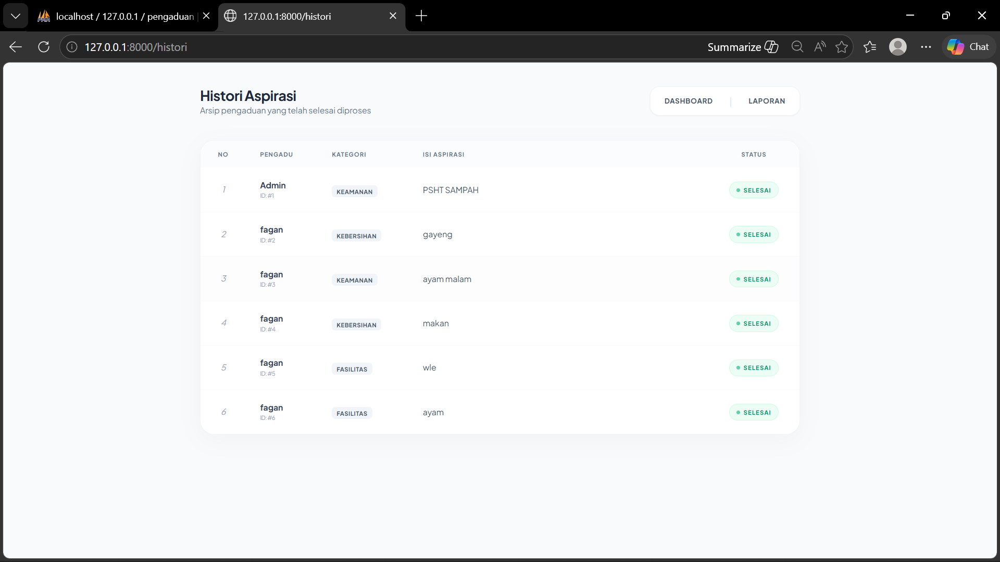 localhost / 127.0.0.1 / pengaduan
127.0.0.1:8000/histori
127.0.0.1:8000/histori
Summarize
Chat
Histori Aspirasi
Arsip pengaduan yang telah selesai diproses
DASHBOARD | LAPORAN
NO PENGADU KATEGORI ISI ASPIRASI STATUS
1 Admin ID: #1 KEAMANAN PSHT SAMPAH SELESAI
2 fagan ID: #2 KEBERSIHAN gayeng SELESAI
3 fagan ID: #3 KEAMANAN ayam malam SELESAI
4 fagan ID: #4 KEBERSIHAN makan SELESAI
5 fagan ID: #5 FASILITAS wle SELESAI
6 fagan ID: #6 FASILITAS ayam SELESAI